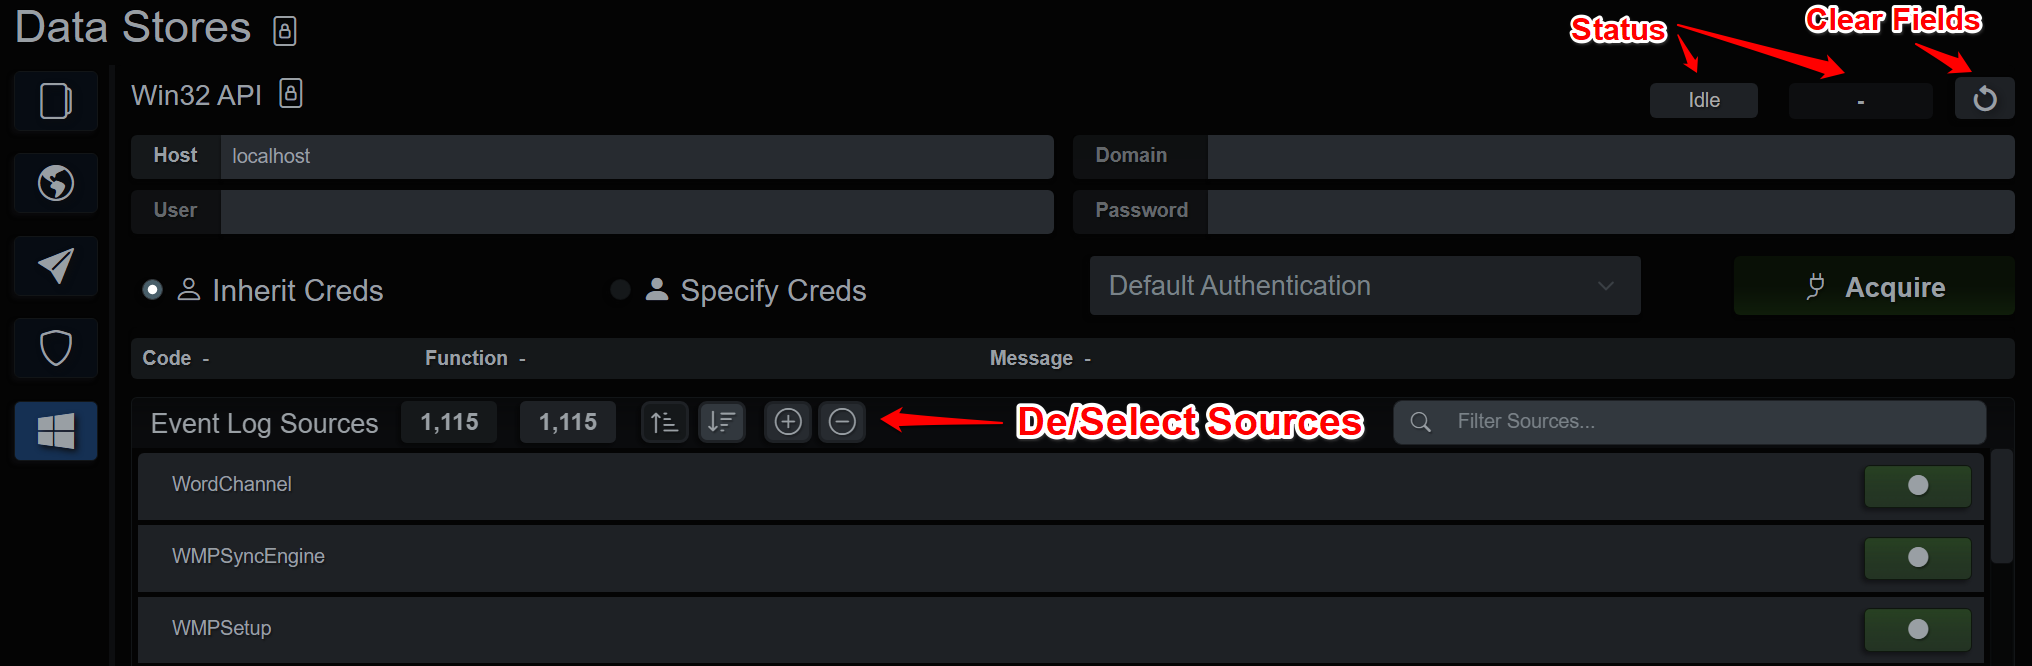 Data Stores
Status
Clear Fields
Win32 API
Idle
-
Host localhost
Domain
User
Password
Inherit Creds
Specify Creds
Default Authentication
Acquire
Code -
Function -
Message -
Event Log Sources 1,115 1,115
De/Select Sources
Filter Sources...
WordChannel
WMPSyncEngine
WMPSetup